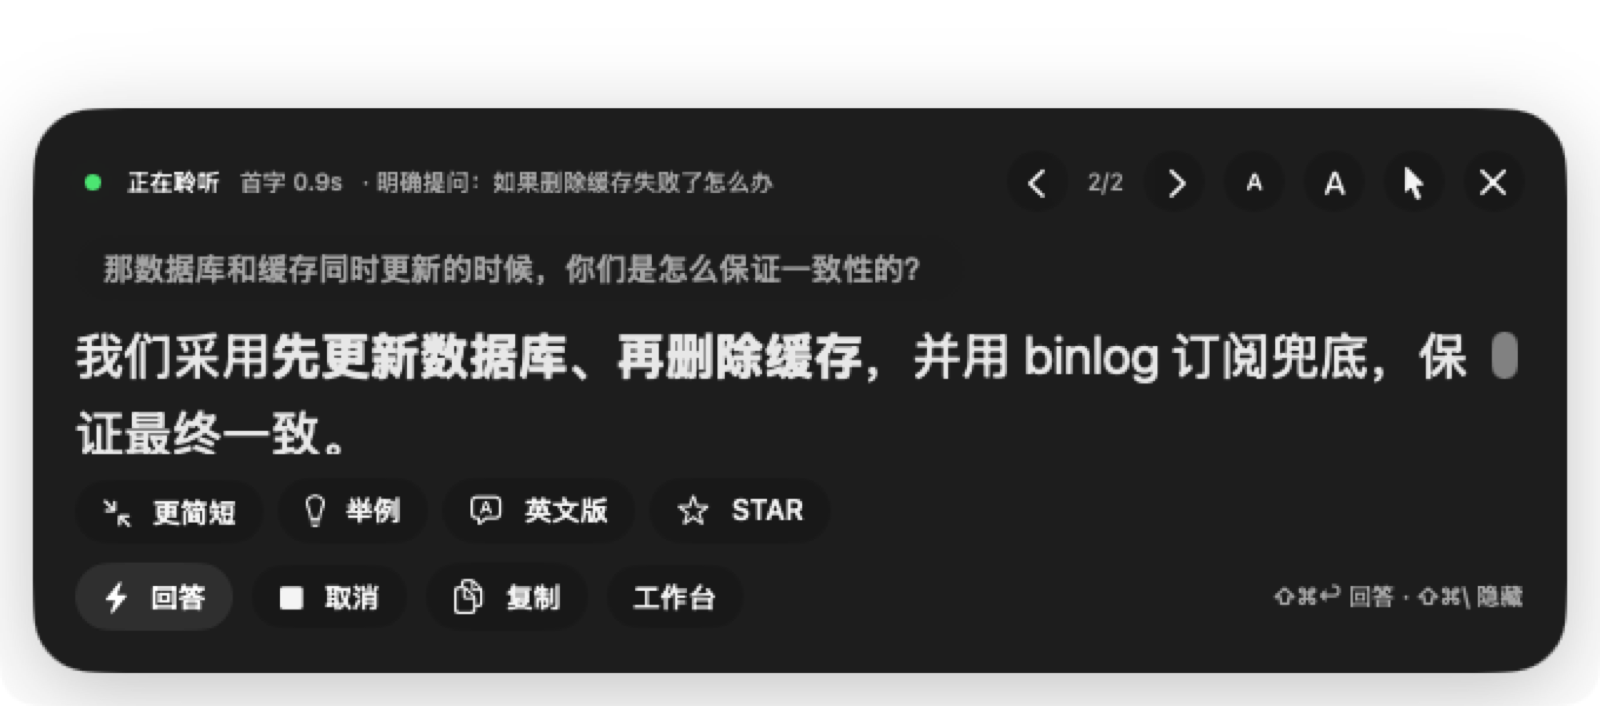 正在聆听 首字 0.9s · 明确提问：如果删除缓存失败了怎么办 2/2 A A
那数据库和缓存同时更新的时候，你们是怎么保证一致性的？
我们采用先更新数据库、再删除缓存，并用 binlog 订阅兜底，保
证最终一致。
更简短 举例 A 英文版 STAR
回答 取消 复制 工作台 ⇧⌘↩ 回答 · ⇧⌘\ 隐藏